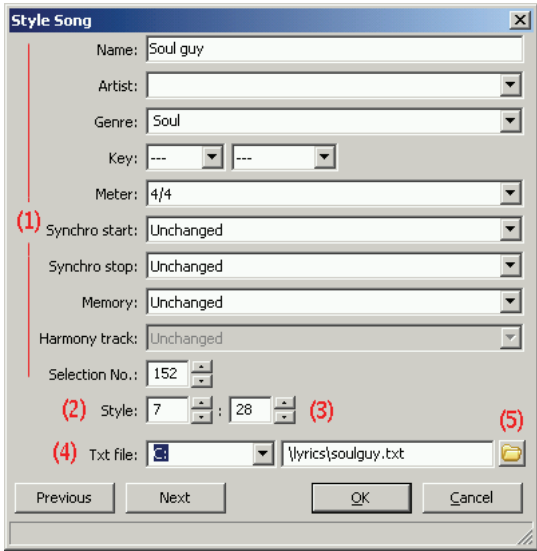 Style Song
Name: Soul guy
Artist:
Genre: Soul
Key: --- ---
Meter: 4/4
(1) Synchro start: Unchanged
Synchro stop: Unchanged
Memory: Unchanged
Harmony track: Unchanged
Selection No.: 152
(2) Style: 7 : 28 (3)
(5)
(4) Txt file: C: \lyrics\soulguy.txt
Previous Next OK Cancel